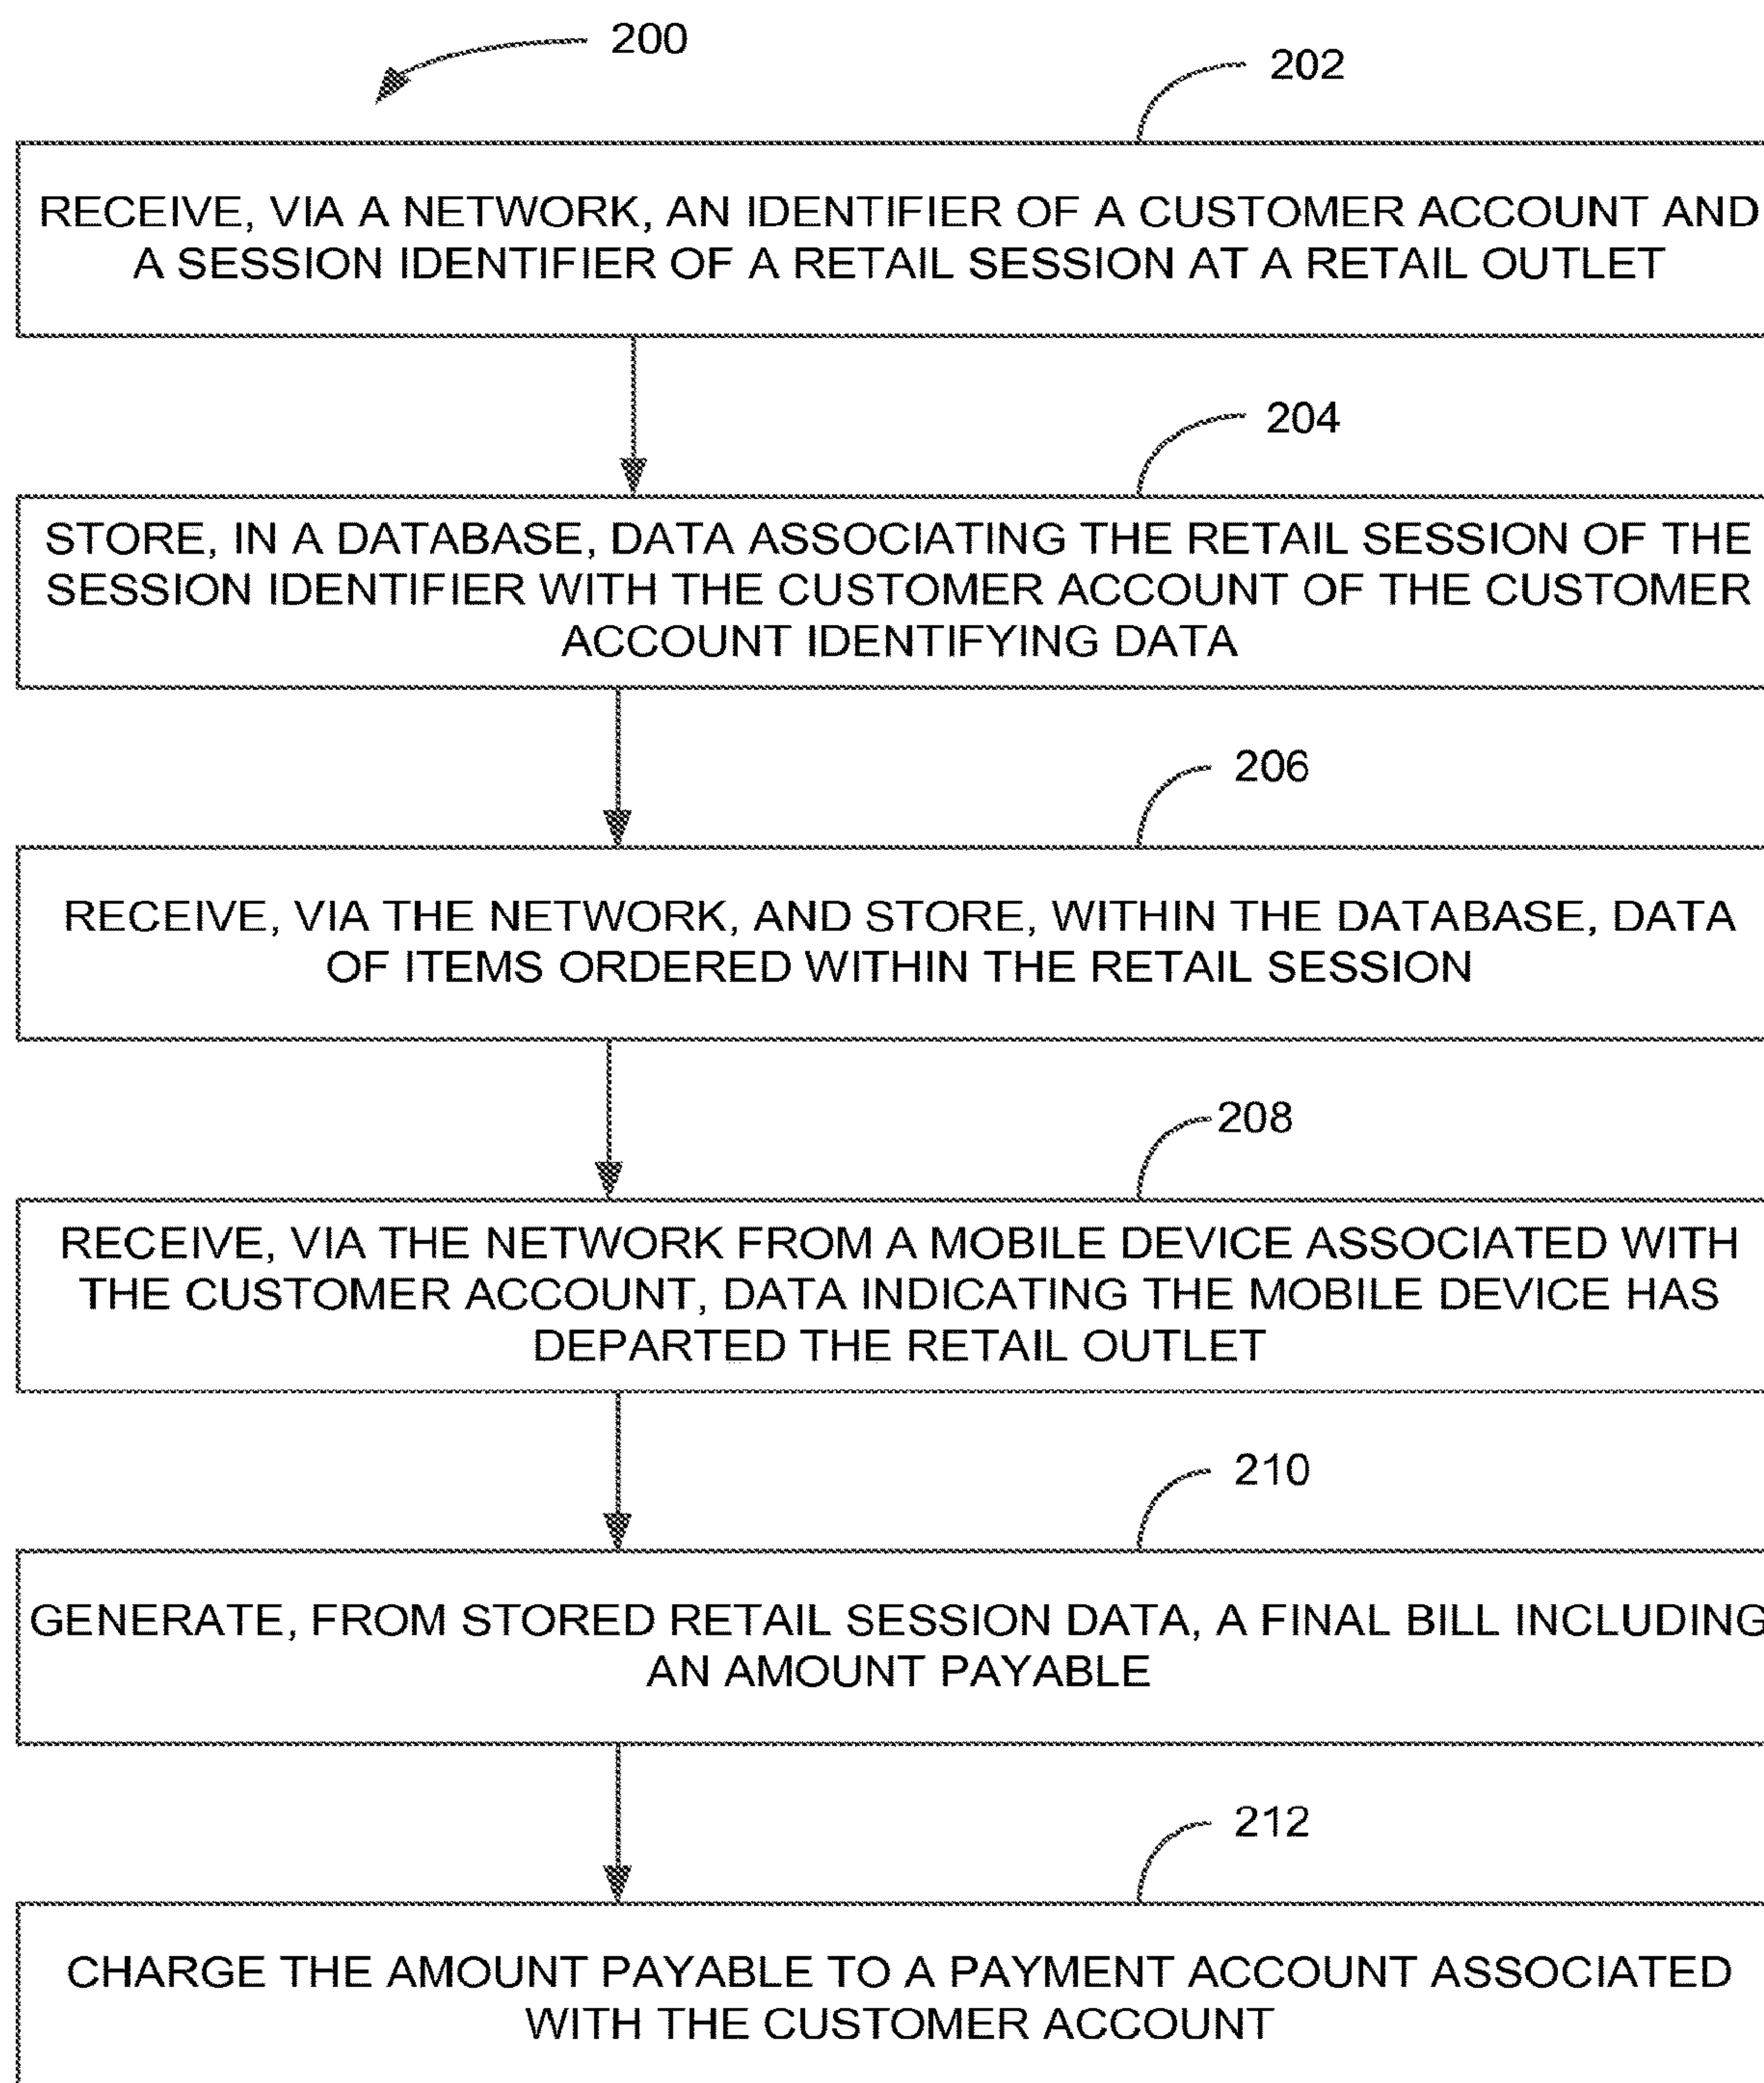 200
202
RECEIVE, VIA A NETWORK, AN IDENTIFIER OF A CUSTOMER ACCOUNT AND
A SESSION IDENTIFIER OF A RETAIL SESSION AT A RETAIL OUTLET
204
STORE, IN A DATABASE, DATA ASSOCIATING THE RETAIL SESSION OF THE
SESSION IDENTIFIER WITH THE CUSTOMER ACCOUNT OF THE CUSTOMER
ACCOUNT IDENTIFYING DATA
206
RECEIVE, VIA THE NETWORK, AND STORE, WITHIN THE DATABASE, DATA
OF ITEMS ORDERED WITHIN THE RETAIL SESSION
208
RECEIVE, VIA THE NETWORK FROM A MOBILE DEVICE ASSOCIATED WITH
THE CUSTOMER ACCOUNT, DATA INDICATING THE MOBILE DEVICE HAS
DEPARTED THE RETAIL OUTLET
210
GENERATE, FROM STORED RETAIL SESSION DATA, A FINAL BILL INCLUDING
AN AMOUNT PAYABLE
212
CHARGE THE AMOUNT PAYABLE TO A PAYMENT ACCOUNT ASSOCIATED
WITH THE CUSTOMER ACCOUNT